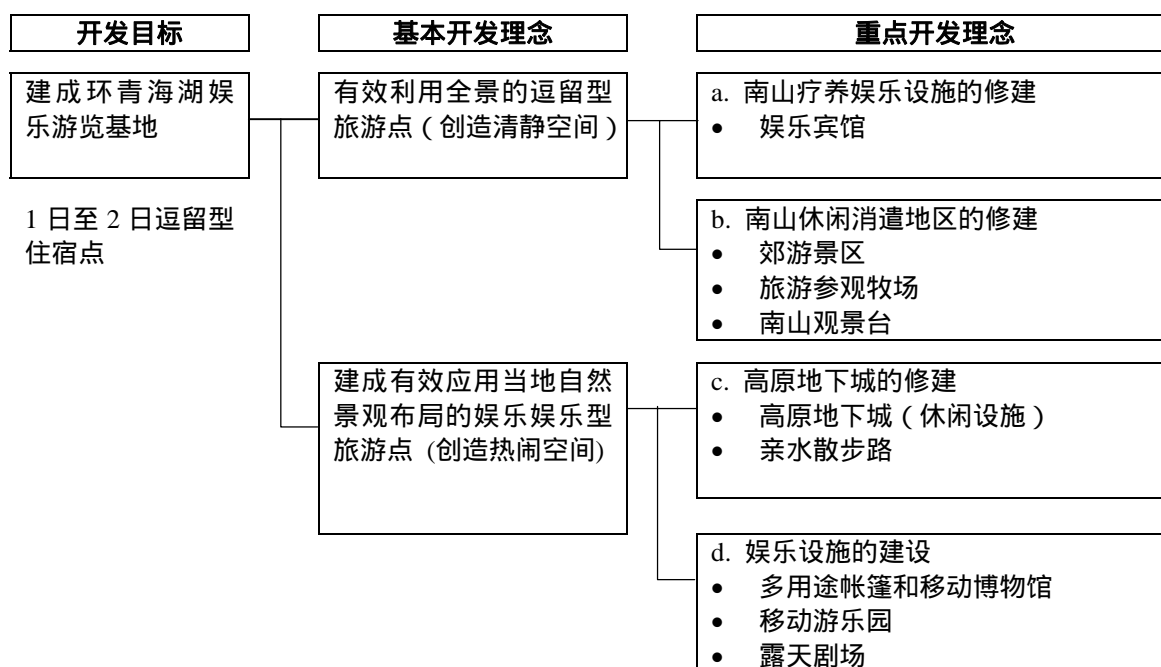 开发目标
基本开发理念
重点开发理念
建成环青海湖娱
乐游览基地
1 日至 2 日逗留型
住宿点
有效利用全景的逗留型
旅游点（创造清静空间）
a. 南山疗养娱乐设施的修建
• 娱乐宾馆
b. 南山休闲消遣地区的修建
• 郊游景区
• 旅游参观牧场
• 南山观景台
建成有效应用当地自然
景观布局的娱乐娱乐型
旅游点 (创造热闹空间)
c. 高原地下城的修建
• 高原地下城（休闲设施）
• 亲水散步路
d. 娱乐设施的建设
• 多用途帐篷和移动博物馆
• 移动游乐园
• 露天剧场